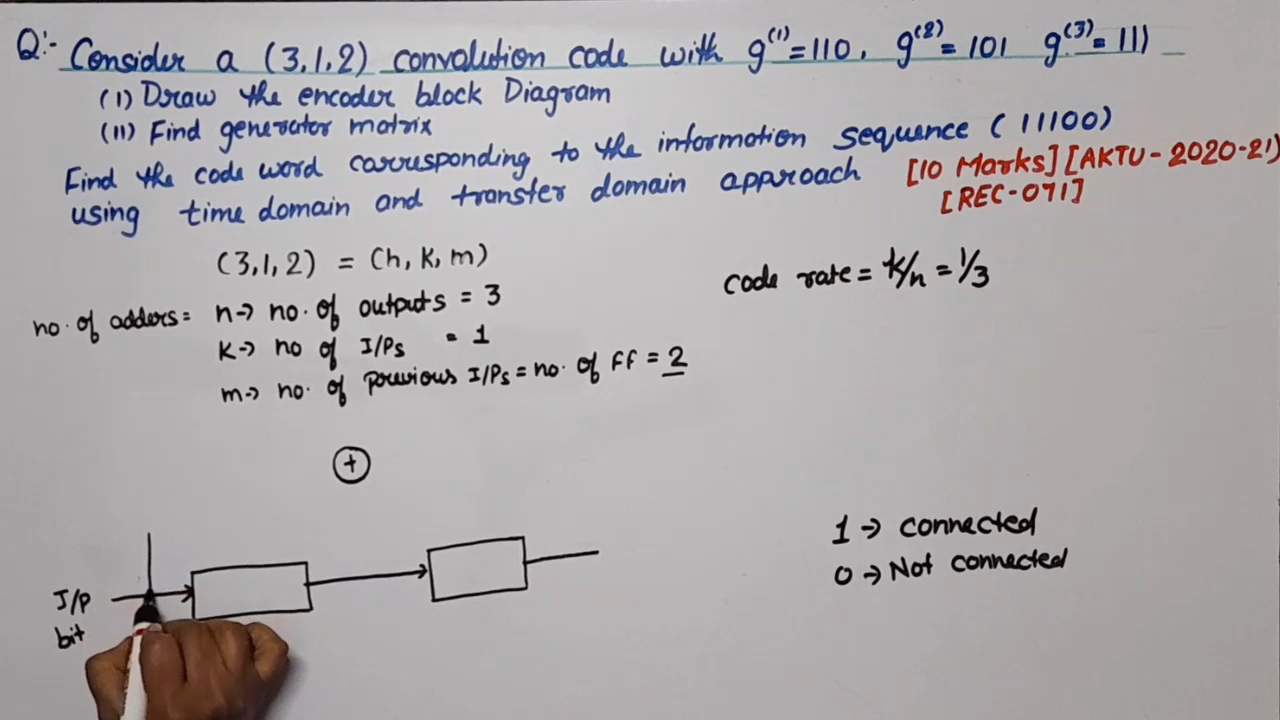 Q:- Consider a (3,1,2) convolution code with g⁽¹⁾=110, g⁽²⁾=101 g⁽³⁾=111
(I) Draw the encoder block Diagram
(II) Find generator matrix
Find the code word carresponding to the information sequence (11100)
using time domain and transfer domain approach [10 Marks] [AKTU-2020-21)
[REC-071]
(3,1,2) = (h, K, m)
code rate = k/n = 1/3
no. of adders = n→ no. of outputs = 3
K→ no of I/Ps = 1
m→ no. of previous I/Ps = no. of FF = 2
+
1 → connected
0 → Not connected
I/P
bit